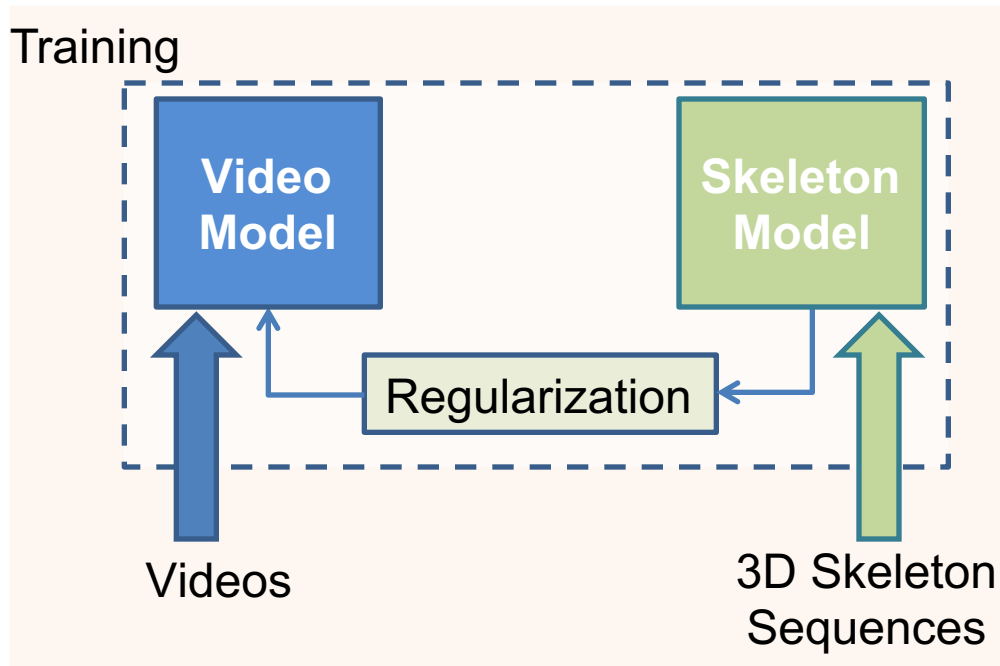 Training
Video
Model
Skeleton
Model
Regularization
Videos
3D Skeleton
Sequences